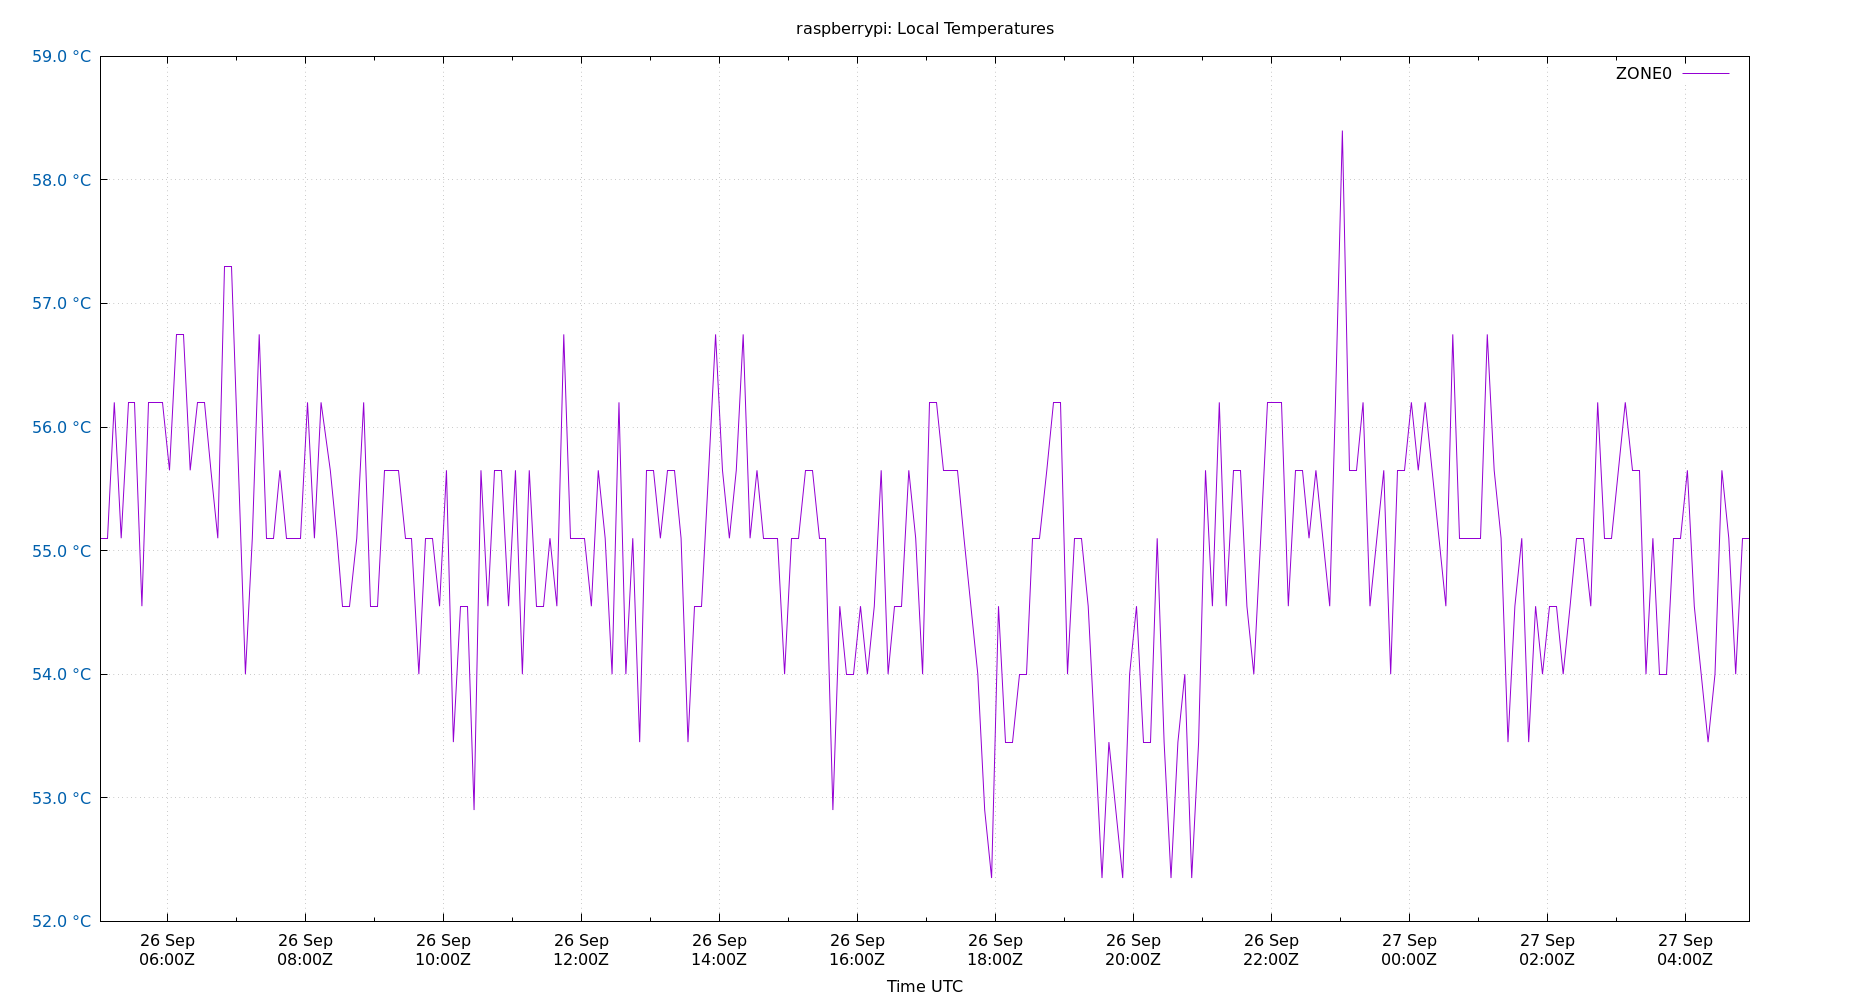 raspberrypi: Local Temperatures
59.0 °C
ZONE0
58.0 °C
57.0 °C
56.0 °C
55.0 °C
54.0 °C
53.0 °C
52.0 °C
26 Sep 26 Sep 26 Sep 26 Sep 26 Sep 26 Sep 26 Sep 26 Sep 26 Sep 27 Sep 27 Sep 27 Sep
06:00Z 08:00Z 10:00Z 12:00Z 14:00Z 16:00Z 18:00Z 20:00Z 22:00Z 00:00Z 02:00Z 04:00Z
Time UTC